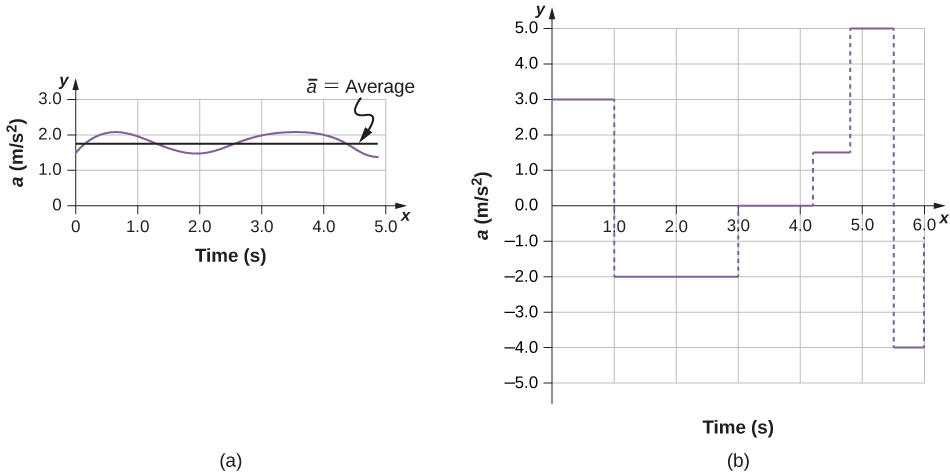 y
a̅ = Average
3.0
2.0
1.0
0
a (m/s²)
0 1.0 2.0 3.0 4.0 5.0 x
Time (s)
(a)
y
5.0
4.0
3.0
2.0
1.0
0.0
−1.0
−2.0
−3.0
−4.0
−5.0
a (m/s²)
1.0 2.0 3.0 4.0 5.0 6.0 x
Time (s)
(b)